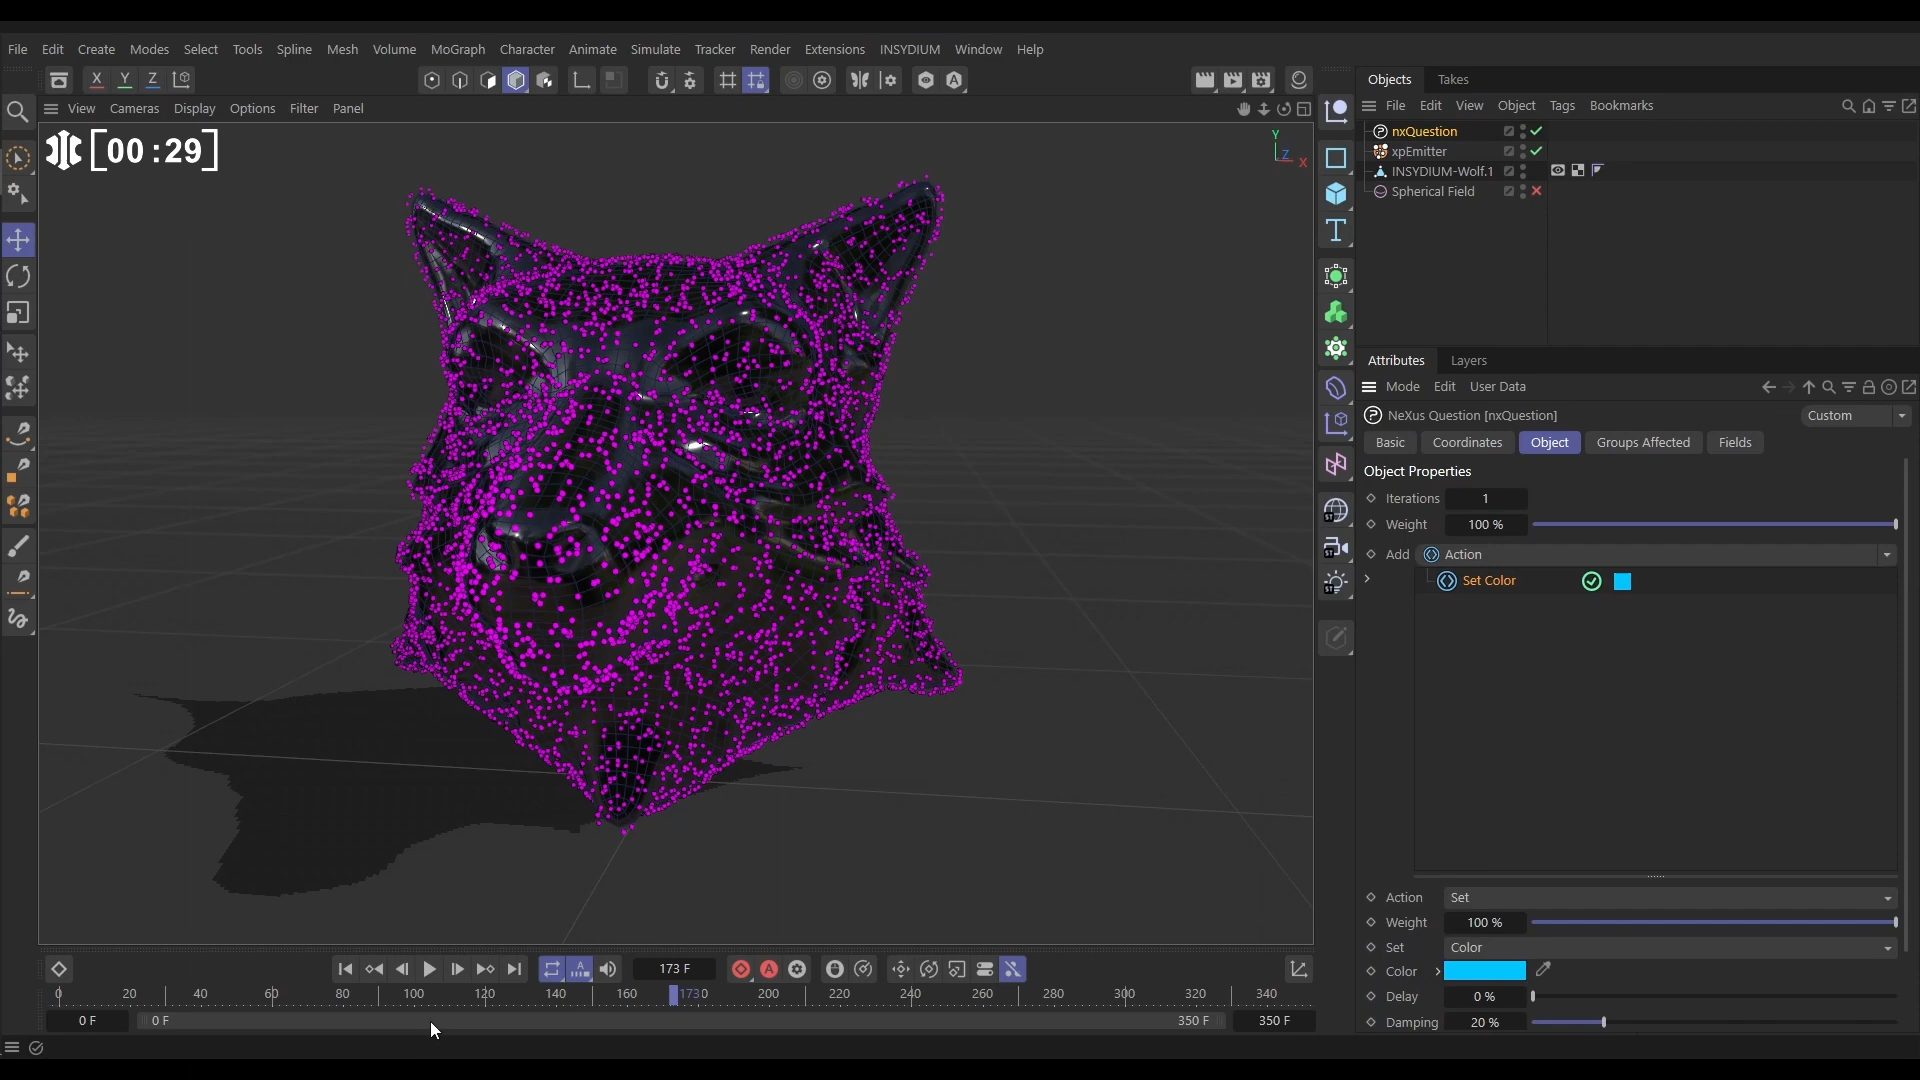 File Edit Create Modes Select Tools Spline Mesh Volume MoGraph Character Animate Simulate Tracker Render Extensions INSYDIUM Window Help
X Y Z
Objects Takes
View Cameras Display Options Filter Panel
File Edit View Object Tags Bookmarks
[00:29]
Y
Z
X
nxQuestion
xpEmitter
INSYDIUM-Wolf.1
Spherical Field
Attributes Layers
Mode Edit User Data
NeXus Question [nxQuestion] Custom
Basic Coordinates Object Groups Affected Fields
Object Properties
Iterations 1
Weight 100 %
Add Action
Set Color
Action Set
Weight 100 %
Set Color
Color
Delay 0 %
Damping 20 %
173 F
0 20 40 60 80 100 120 140 160 1730 200 220 240 260 280 300 320 340
0 F 0 F 350 F 350 F